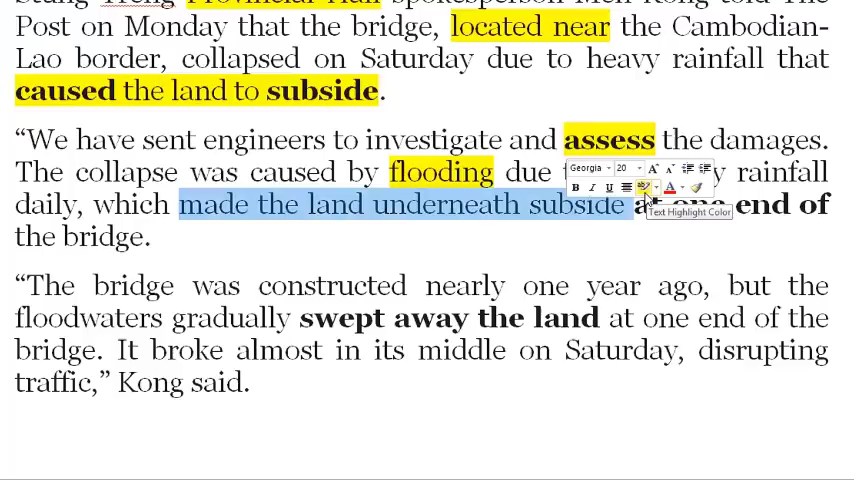 Stung Treng Provincial Hall spokesperson Men Kong told The
Post on Monday that the bridge, located near the Cambodian-
Lao border, collapsed on Saturday due to heavy rainfall that
caused the land to subside.
“We have sent engineers to investigate and assess the damages.
The collapse was caused by flooding due rainfall
Georgia 20 A A
B I U A
daily, which made the land underneath subside at one end of
Text Highlight Color
the bridge.
“The bridge was constructed nearly one year ago, but the
floodwaters gradually swept away the land at one end of the
bridge. It broke almost in its middle on Saturday, disrupting
traffic,” Kong said.